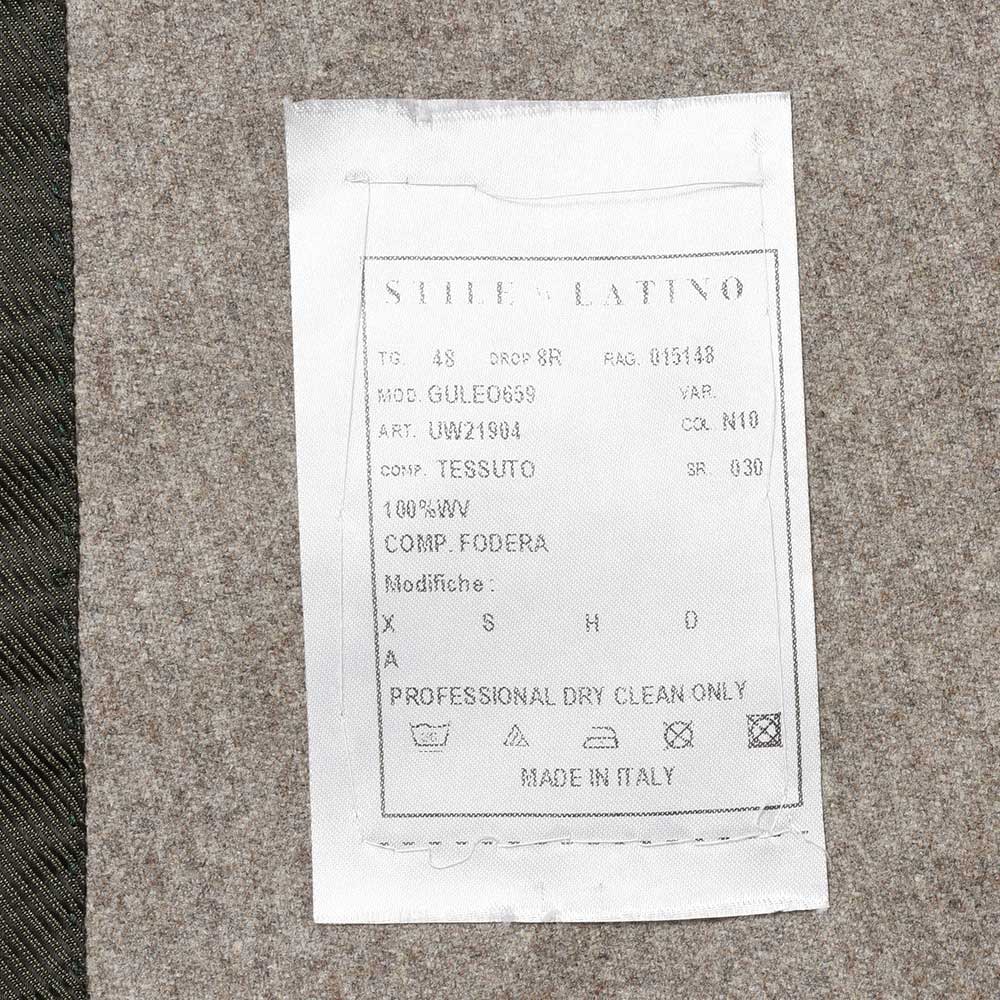 STILE LATINO
TG. 48 DROP 8R RAG. 015148
MOD. GULEO659 VAR.
ART. UW21904 COL N10
COMP. TESSUTO SR. 030
100%WV
COMP. FODERA
Modifiche :
X S H O
A
PROFESSIONAL DRY CLEAN ONLY
MADE IN ITALY